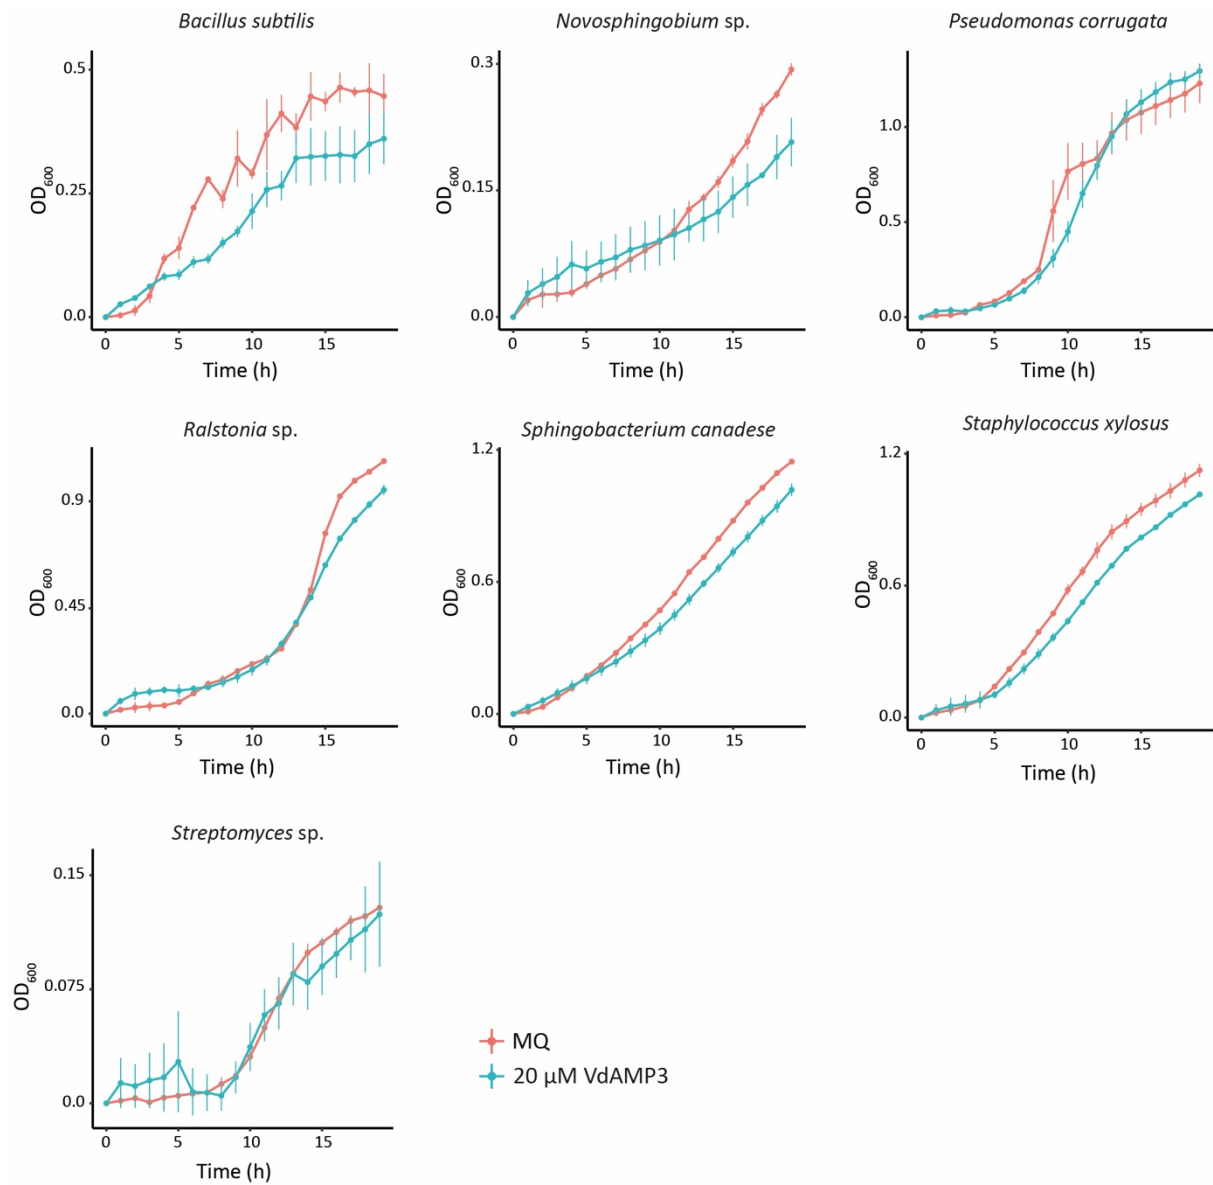 Bacillus subtilis
Novosphingobium sp.
Pseudomonas corrugata
OD600
0.5
0.25
0.0
0 5 10 15
Time (h)
OD600
0.3
0.15
0.0
0 5 10 15
Time (h)
OD600
1.0
0.5
0.0
0 5 10 15
Time (h)
Ralstonia sp.
Sphingobacterium canadese
Staphylococcus xylosus
OD600
0.9
0.45
0.0
0 5 10 15
Time (h)
OD600
1.2
0.6
0.0
0 5 10 15
Time (h)
OD600
1.2
0.6
0.0
0 5 10 15
Time (h)
Streptomyces sp.
OD600
0.15
0.075
0.0
0 5 10 15
Time (h)
MQ
20 µM VdAMP3